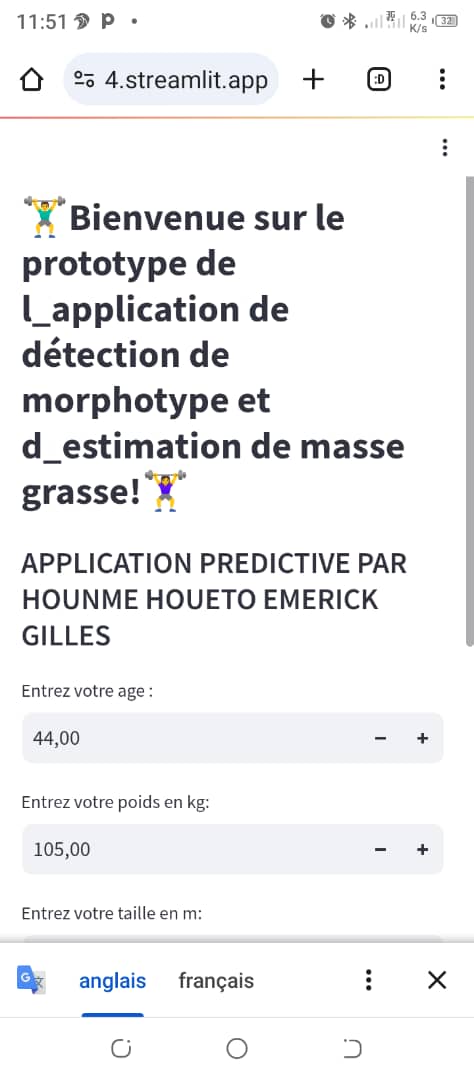 11:51
6.3
K/s
32
4.streamlit.app
:D
Bienvenue sur le
prototype de
l_application de
détection de
morphotype et
d_estimation de masse
grasse!
APPLICATION PREDICTIVE PAR
HOUNME HOUETO EMERICK
GILLES
Entrez votre age :
44,00
Entrez votre poids en kg:
105,00
Entrez votre taille en m:
anglais français